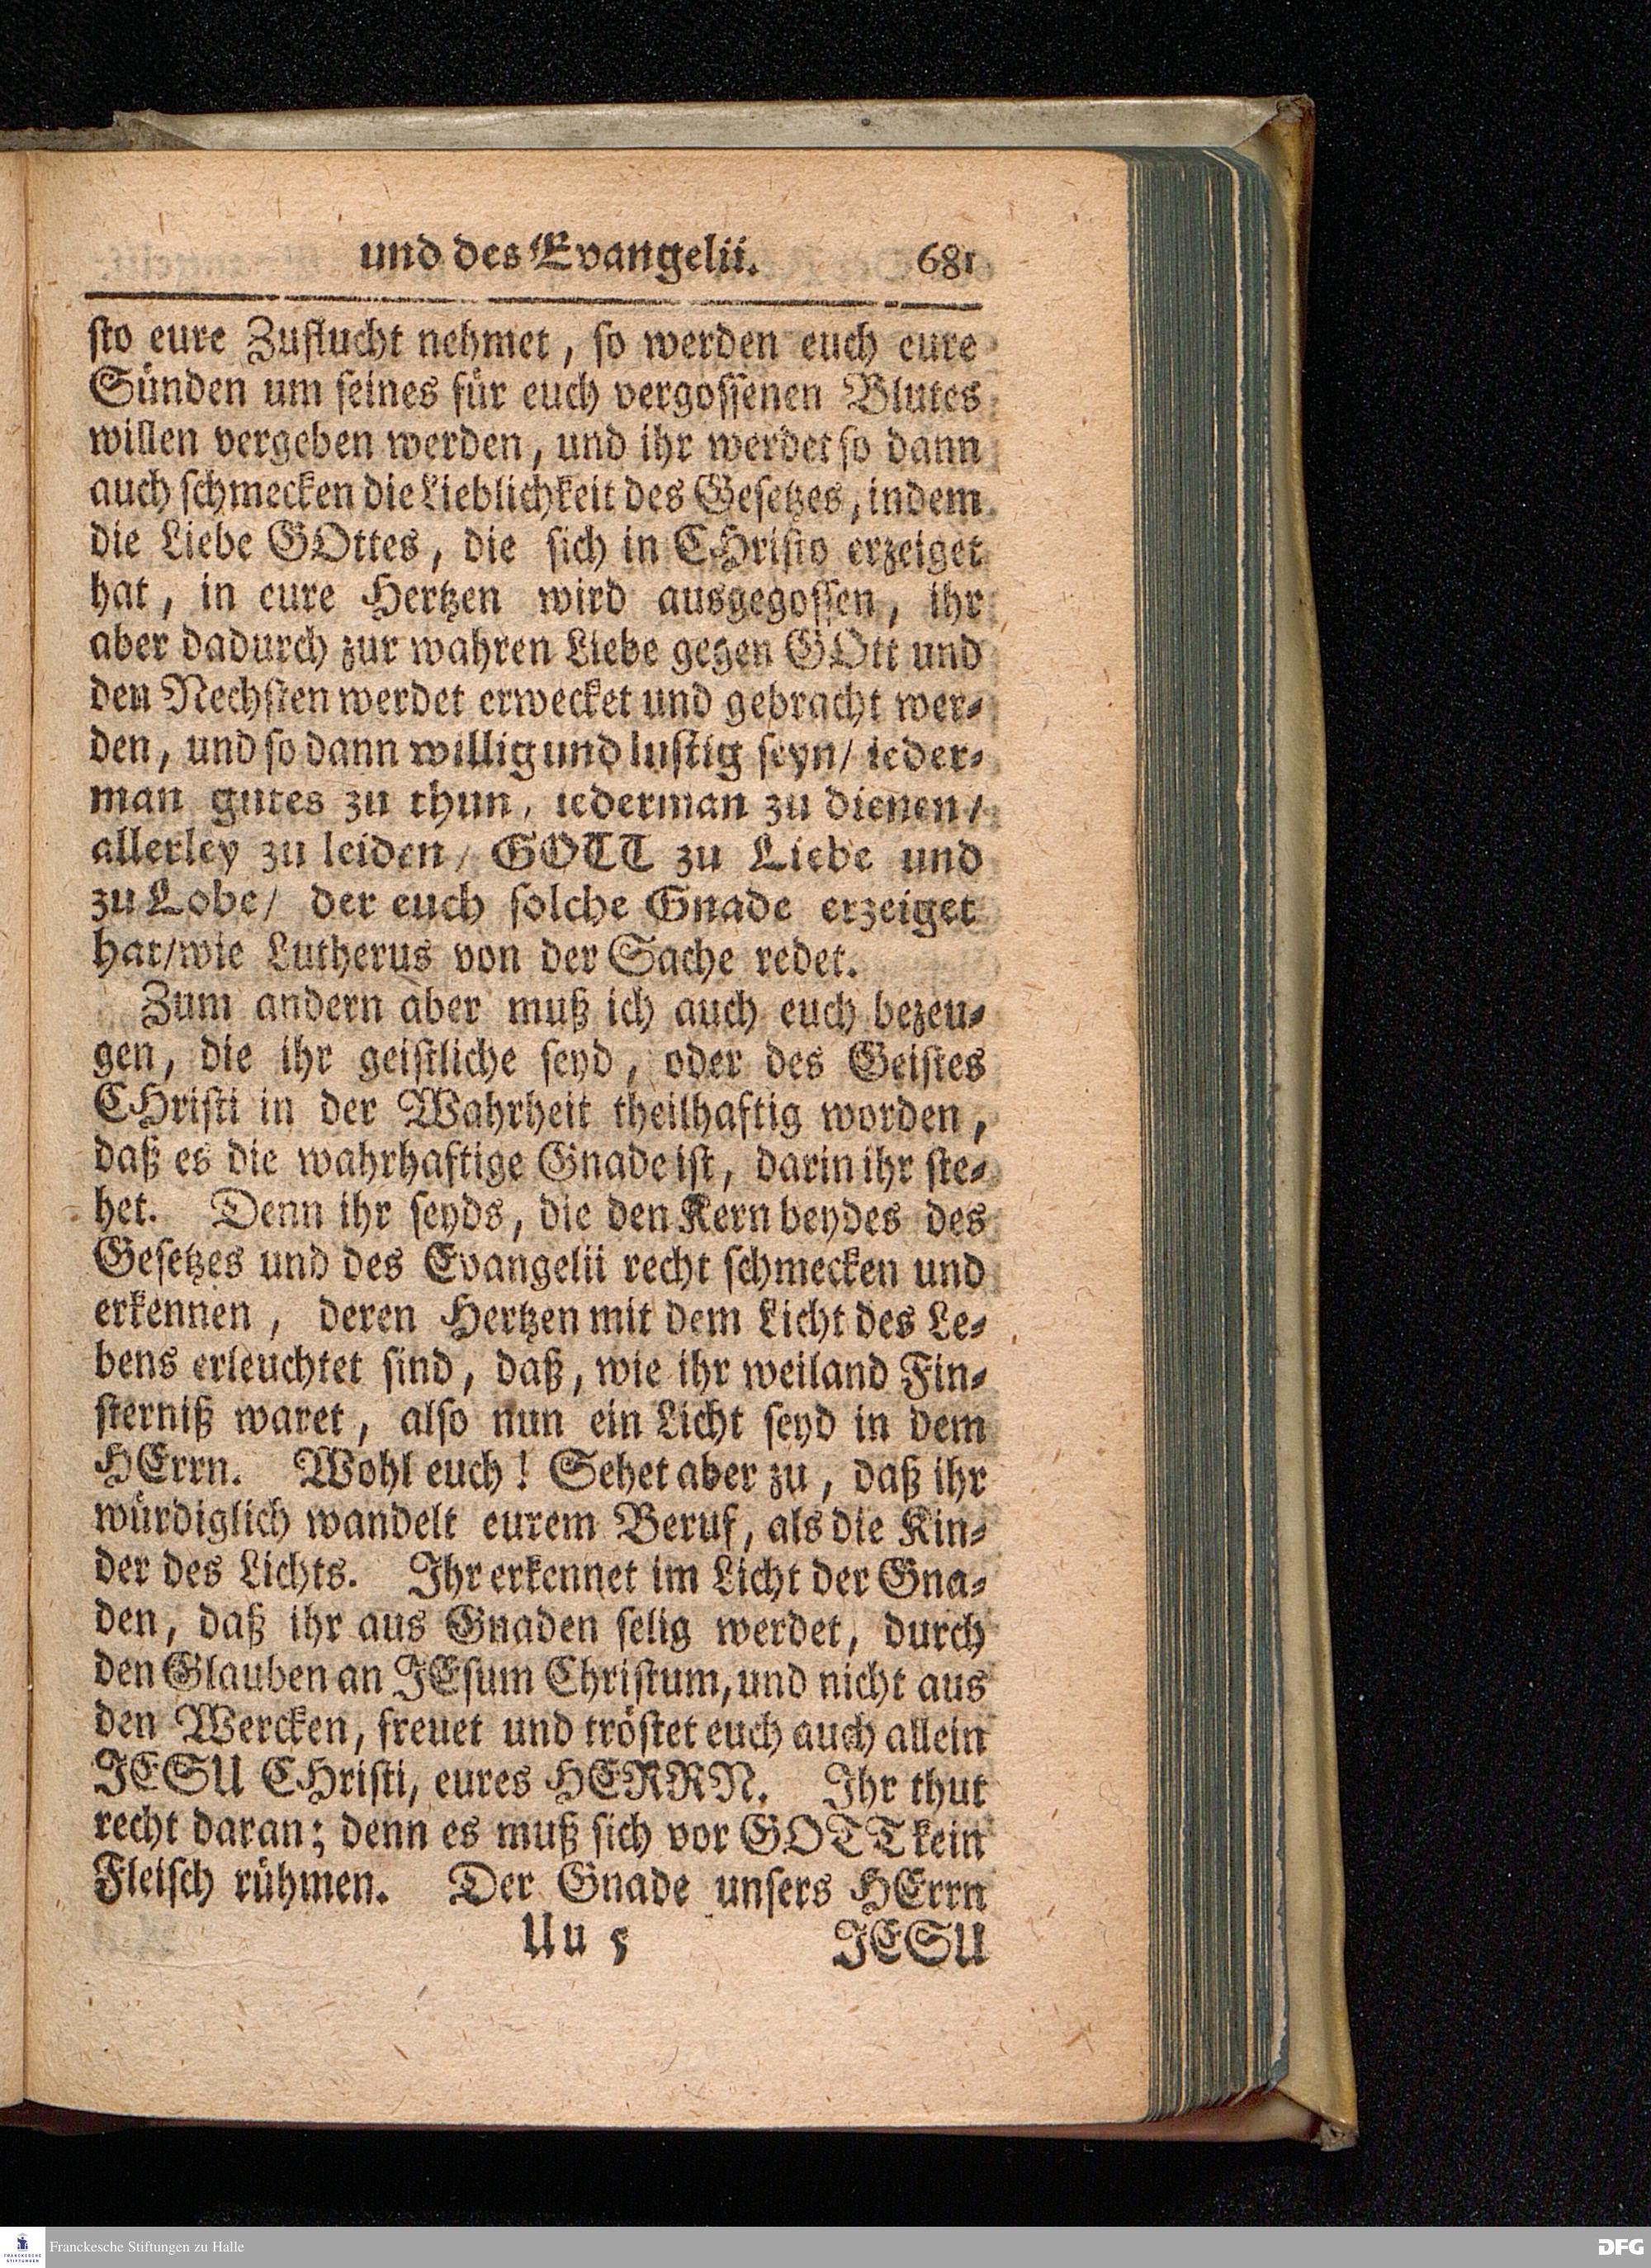 und des Evangelii. 681
sto eure Zuflucht nehmet, so werden euch eure
Sünden um seines für euch vergossenen Blutes
willen vergeben werden, und ihr werdet so dann
auch schmecken die Lieblichkeit des Gesetzes, indem
die Liebe GOttes, die sich in CHristo erzeiget
hat, in eure Hertzen wird ausgegossen, ihr
aber dadurch zur wahren Liebe gegen GOtt und
den Nechsten werdet erwecket und gebracht wer-
den, und so dann willig und lustig seyn/ ieder-
man gutes zu thun, iederman zu dienen/
allerley zu leiden/ GOTT zu Liebe und
zu Lobe/ der euch solche Gnade erzeiget
hat/ wie Lutherus von der Sache redet.
Zum andern aber muß ich auch euch bezeu-
gen, die ihr geistliche seyd, oder des Geistes
CHristi in der Wahrheit theilhaftig worden,
daß es die wahrhaftige Gnade ist, darin ihr ste-
het. Denn ihr seyds, die den Kern beydes des
Gesetzes und des Evangelii recht schmecken und
erkennen, deren Hertzen mit dem Licht des Le-
bens erleuchtet sind, daß, wie ihr weiland Fin-
sterniß waret, also nun ein Licht seyd in dem
HErrn. Wohl euch! Sehet aber zu, daß ihr
würdiglich wandelt eurem Beruf, als die Kin-
der des Lichts. Ihr erkennet im Licht der Gna-
den, daß ihr aus Gnaden selig werdet, durch
den Glauben an JEsum Christum, und nicht aus
den Wercken, freuet und tröstet euch auch allein
JESU CHristi, eures HERRN. Ihr thut
recht daran; denn es muß sich vor GOTT kein
Fleisch rühmen. Der Gnade unsers HErrn
Uu 5 JESU
FRANCKESCHE STIFTUNGEN
Franckesche Stiftungen zu Halle
DFG